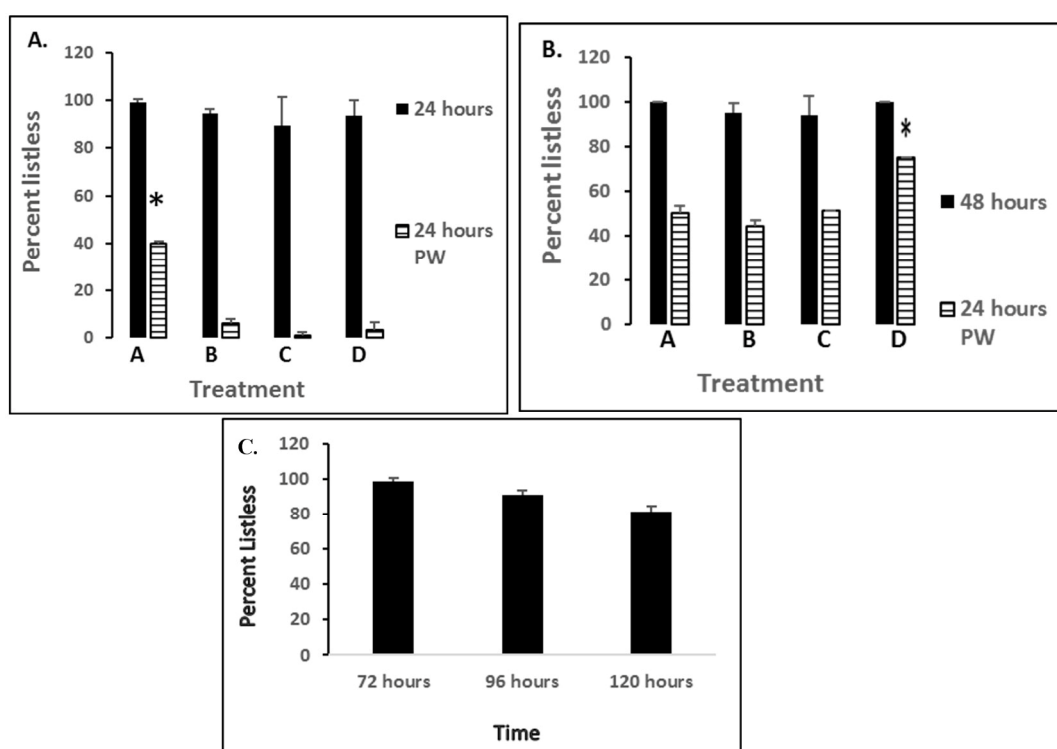 A.
120
100
80
60
40
20
0
Percent listless
*
A B C D
Treatment
24 hours
24 hours
PW
B.
120
100
80
60
40
20
0
Percent listless
*
A B C D
Treatment
48 hours
24 hours
PW
C.
120
100
80
60
40
20
0
Percent Listless
72 hours 96 hours 120 hours
Time